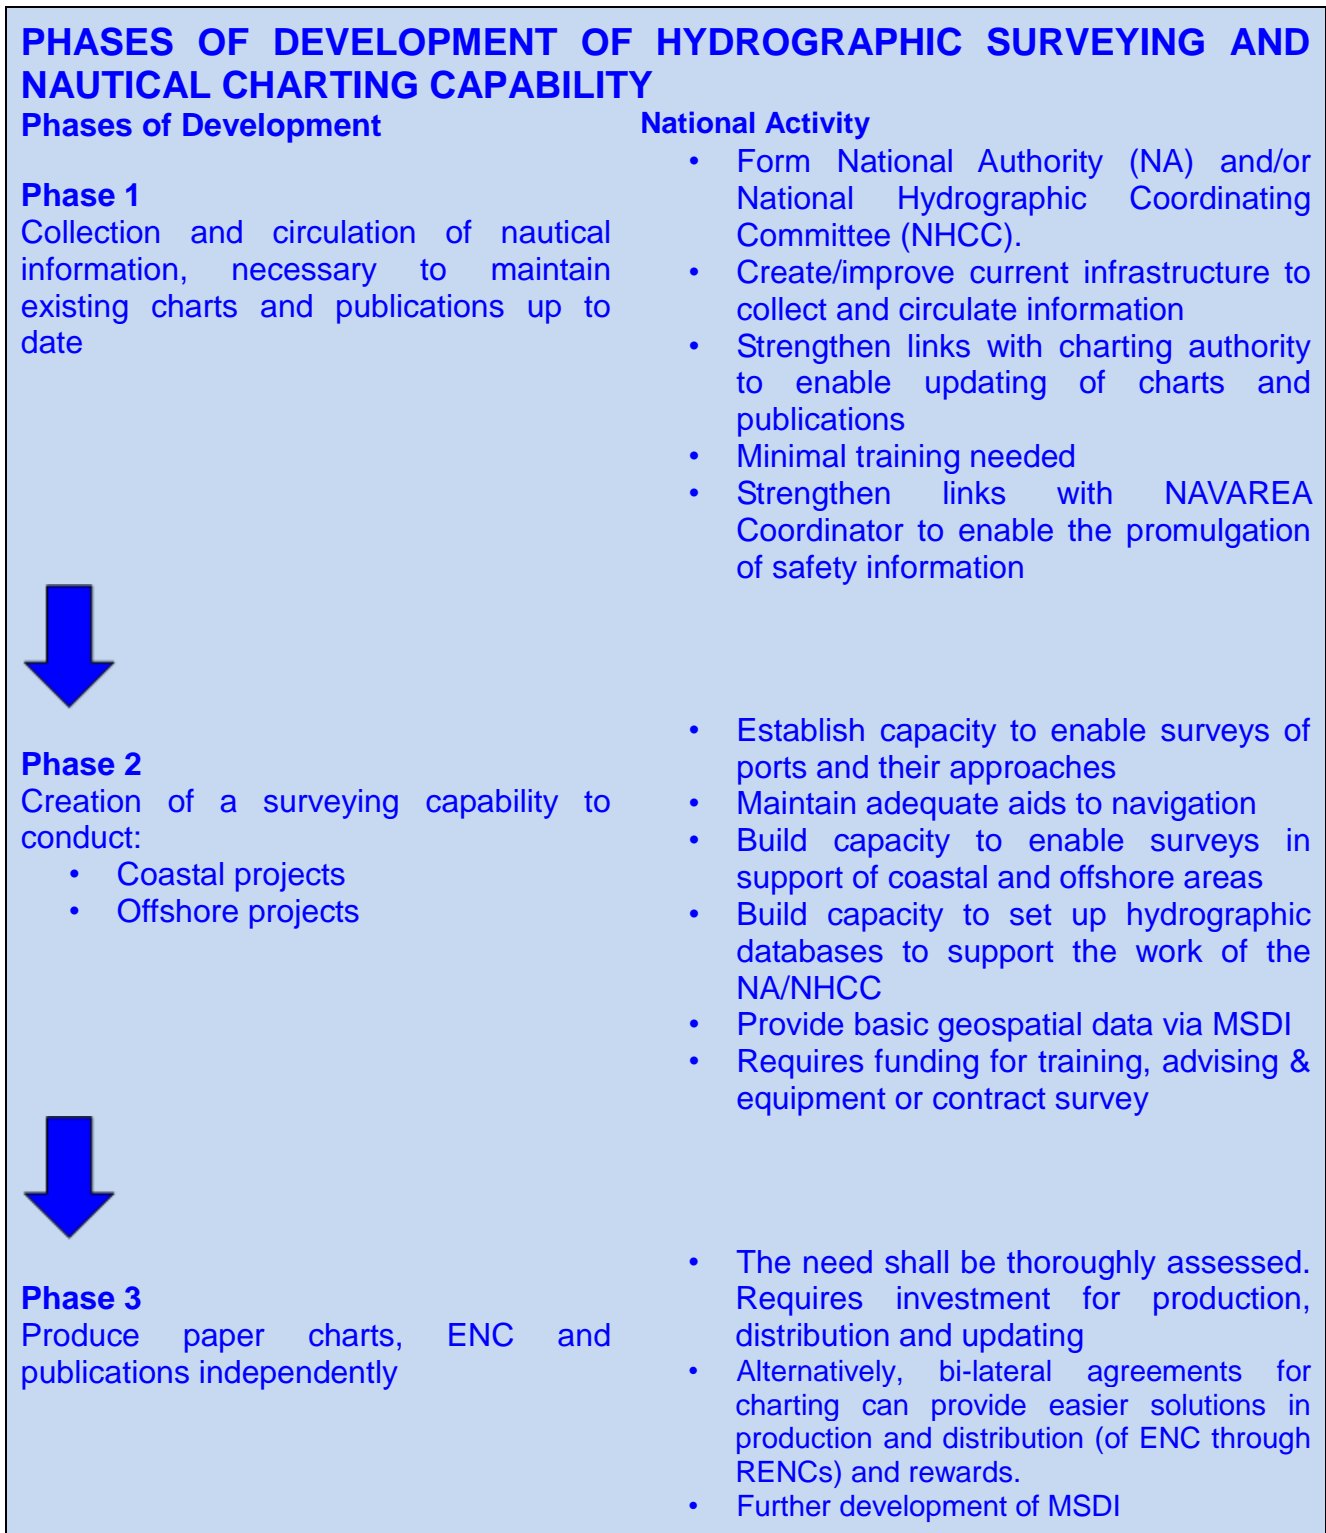 PHASES OF DEVELOPMENT OF HYDROGRAPHIC SURVEYING AND
NAUTICAL CHARTING CAPABILITY
Phases of Development
National Activity
Phase 1
Collection and circulation of nautical
information, necessary to maintain
existing charts and publications up to
date
• Form National Authority (NA) and/or
National Hydrographic Coordinating
Committee (NHCC).
• Create/improve current infrastructure to
collect and circulate information
• Strengthen links with charting authority
to enable updating of charts and
publications
• Minimal training needed
• Strengthen links with NAVAREA
Coordinator to enable the promulgation
of safety information
Phase 2
Creation of a surveying capability to
conduct:
• Coastal projects
• Offshore projects
• Establish capacity to enable surveys of
ports and their approaches
• Maintain adequate aids to navigation
• Build capacity to enable surveys in
support of coastal and offshore areas
• Build capacity to set up hydrographic
databases to support the work of the
NA/NHCC
• Provide basic geospatial data via MSDI
• Requires funding for training, advising &
equipment or contract survey
Phase 3
Produce paper charts, ENC and
publications independently
• The need shall be thoroughly assessed.
Requires investment for production,
distribution and updating
• Alternatively, bi-lateral agreements for
charting can provide easier solutions in
production and distribution (of ENC through
RENCs) and rewards.
• Further development of MSDI